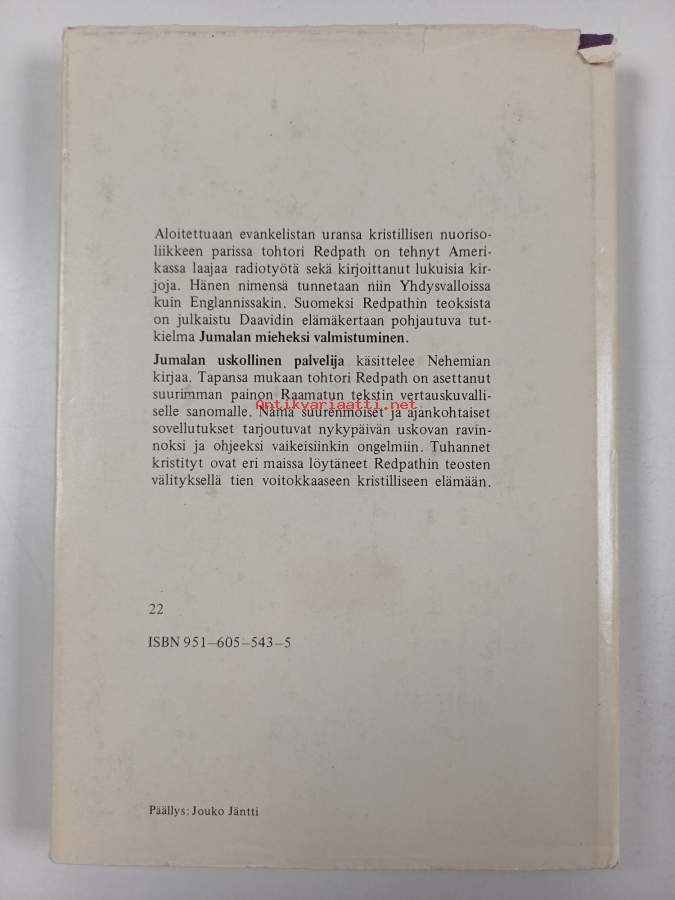 Aloitettuaan evankelistan uransa kristillisen nuoriso-
liikkeen parissa tohtori Redpath on tehnyt Ameri-
kassa laajaa radiotyötä sekä kirjoittanut lukuisia kir-
joja. Hänen nimensä tunnetaan niin Yhdysvalloissa
kuin Englannissakin. Suomeksi Redpathin teoksista
on julkaistu Daavidin elämäkertaan pohjautuva tut-
kielma Jumalan mieheksi valmistuminen.
Jumalan uskollinen palvelija käsittelee Nehemian
kirjaa. Tapansa mukaan tohtori Redpath on asettanut
suurimman painon Raamatun tekstin vertauskuvalli-
selle sanomalle. Nämä suurenmoiset ja ajankohtaiset
Antikvariaatti.net
sovellutukset tarjoutuvat nykypäivän uskovan ravin-
noksi ja ohjeeksi vaikeisiinkin ongelmiin. Tuhannet
kristityt ovat eri maissa löytäneet Redpathin teosten
välityksellä tien voitokkaaseen kristilliseen elämään.
22
ISBN 951-605-543-5
Päällys: Jouko Jäntti